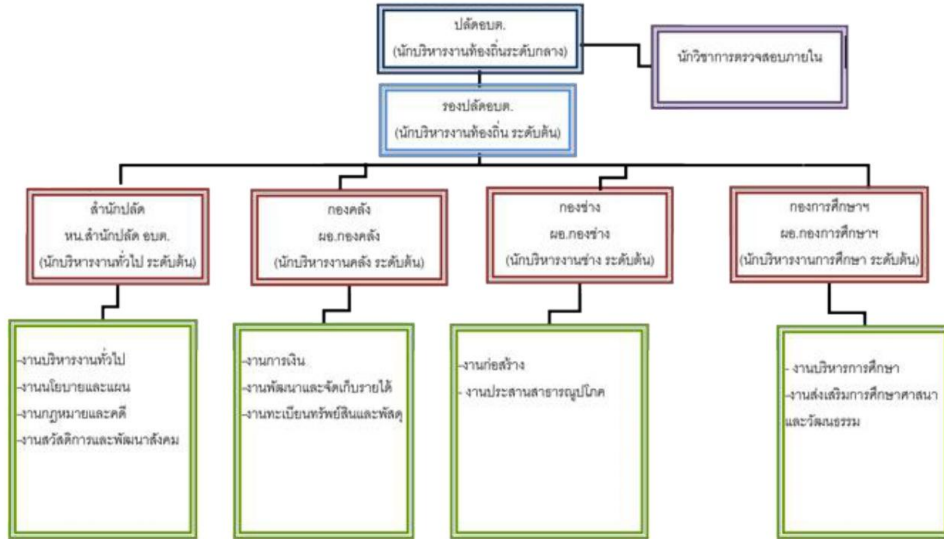 ปลัดอบต.
(นักบริหารงานท้องถิ่นระดับกลาง)
นักวิชาการตรวจสอบภายใน
รองปลัดอบต.
(นักบริหารงานท้องถิ่น ระดับต้น)
สำนักปลัด
หน.สำนักปลัด อบต.
(นักบริหารงานทั่วไป ระดับต้น)
กองคลัง
ผอ.กองคลัง
(นักบริหารงานคลัง ระดับต้น)
กองช่าง
ผอ.กองช่าง
(นักบริหารงานช่าง ระดับต้น)
กองการศึกษาฯ
ผอ.กองการศึกษาฯ
(นักบริหารงานการศึกษา ระดับต้น)
-งานบริหารงานทั่วไป
-งานนโยบายและแผน
-งานกฎหมายและคดี
-งานสวัสดิการและพัฒนาสังคม
-งานการเงิน
-งานพัฒนาและจัดเก็บรายได้
-งานทะเบียนทรัพย์สินและพัสดุ
-งานก่อสร้าง
- งานประสานสาธารณูปโภค
- งานบริหารการศึกษา
-งานส่งเสริมการศึกษาศาสนา
และวัฒนธรรม